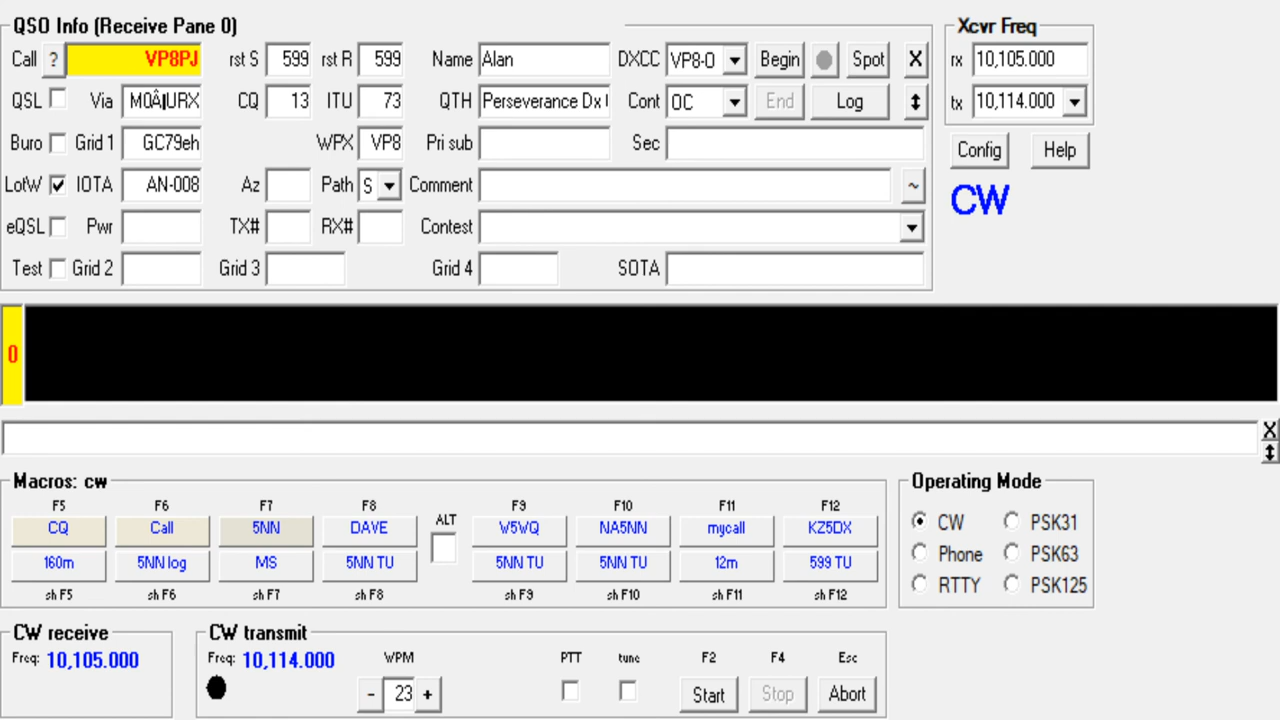 QSO Info (Receive Pane 0) Xcvr Freq
Call ? VP8PJ rst S 599 rst R 599 Name Alan DXCC VP8-O Begin Spot X rx 10,105.000
QSL Via M0Â¦URX CQ 13 ITU 73 QTH Perseverance Dx Cont OC End Log tx 10,114.000
Buro Grid 1 GC79eh WPX VP8 Pri sub Sec Config Help
LotW IOTA AN-008 Az Path S Comment ~ CW
eQSL Pwr TX# RX# Contest
Test Grid 2 Grid 3 Grid 4 SOTA
0
X
Macros: cw Operating Mode
F5 F6 F7 F8 ALT F9 F10 F11 F12
CQ Call 5NN DAVE W5WQ NA5NN mycall KZ5DX CW PSK31
160m 5NN log MS 5NN TU 5NN TU 5NN TU 12m 599 TU Phone PSK63
sh F5 sh F6 sh F7 sh F8 sh F9 sh F10 sh F11 sh F12 RTTY PSK125
CW receive CW transmit
Freq: 10,105.000 Freq: 10,114.000 WPM PTT tune F2 F4 Esc
- 23 + Start Stop Abort